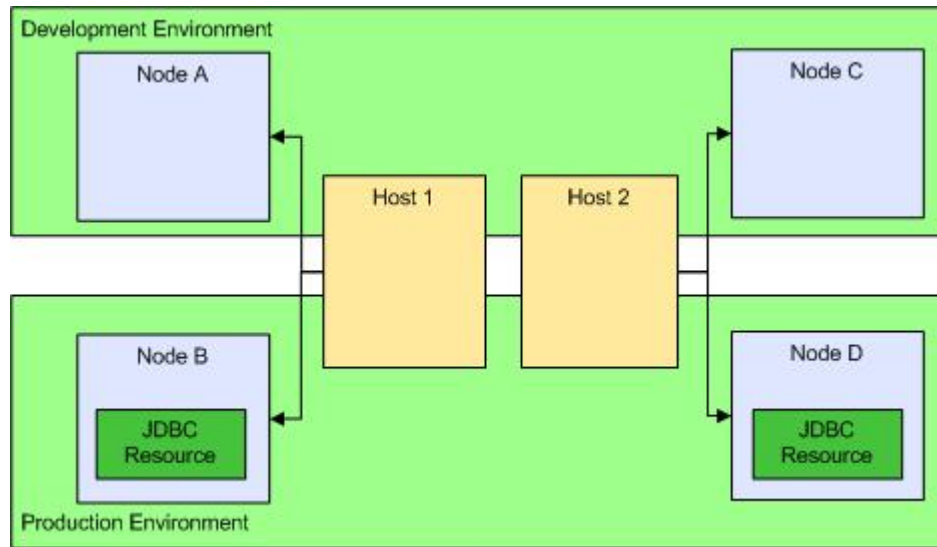 Development Environment
Node A
Node C
Host 1
Host 2
Node B
JDBC
Resource
Node D
JDBC
Resource
Production Environment